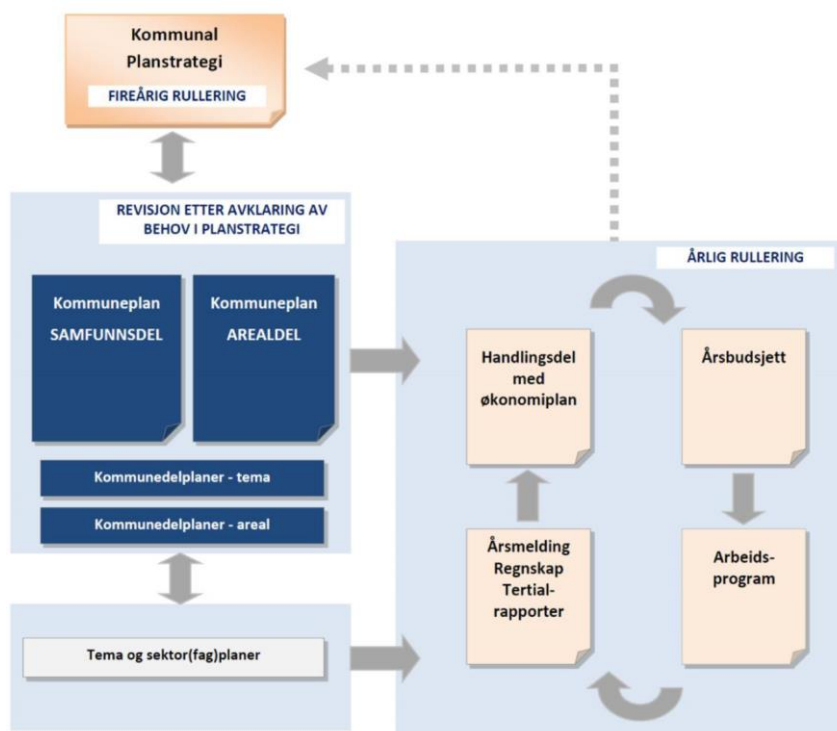 Kommunal
Planstrategi
FIREÅRIG RULLERING
REVISJON ETTER AVKLARING AV
BEHOV I PLANSTRATEGI
Kommuneplan
SAMFUNNSDEL
Kommuneplan
AREALDEL
Kommunedelplaner - tema
Kommunedelplaner - areal
Tema og sektor(fag)planer
ÅRLIG RULLERING
Handlingsdel
med
økonomiplan
Årsbudsjett
Årsmelding
Regnskap
Tertial-
rapporter
Arbeids-
program